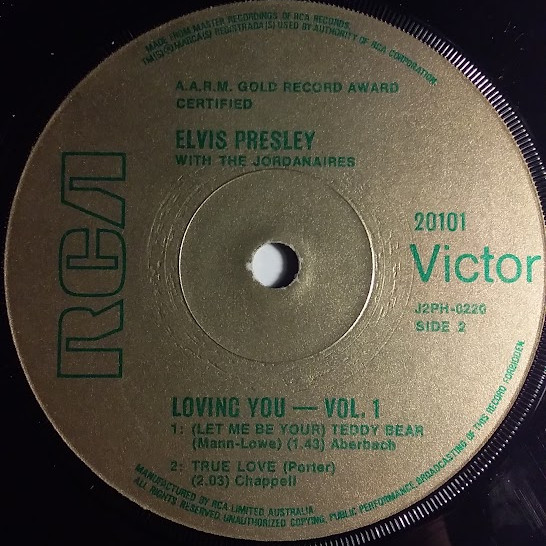 MADE FROM MASTER RECORDINGS OF RCA RECORDS.
TM(S)(R) MARCA(S) REGISTRADA(S) USED BY AUTHORITY OF RCA CORPORATION.
A.A.R.M. GOLD RECORD AWARD
CERTIFIED
ELVIS PRESLEY
WITH THE JORDANAIRES
RCA
20101
Victor
J2PH-0220
SIDE 2
LOVING YOU — VOL. 1
1: (LET ME BE YOUR) TEDDY BEAR
(Mann-Lowe) (1.43) Aberbach
2: TRUE LOVE (Porter)
(2.03) Chappell
MANUFACTURED BY RCA LIMITED AUSTRALIA
ALL RIGHTS RESERVED. UNAUTHORIZED COPYING, PUBLIC PERFORMANCE, BROADCASTING OF THIS RECORD FORBIDDEN